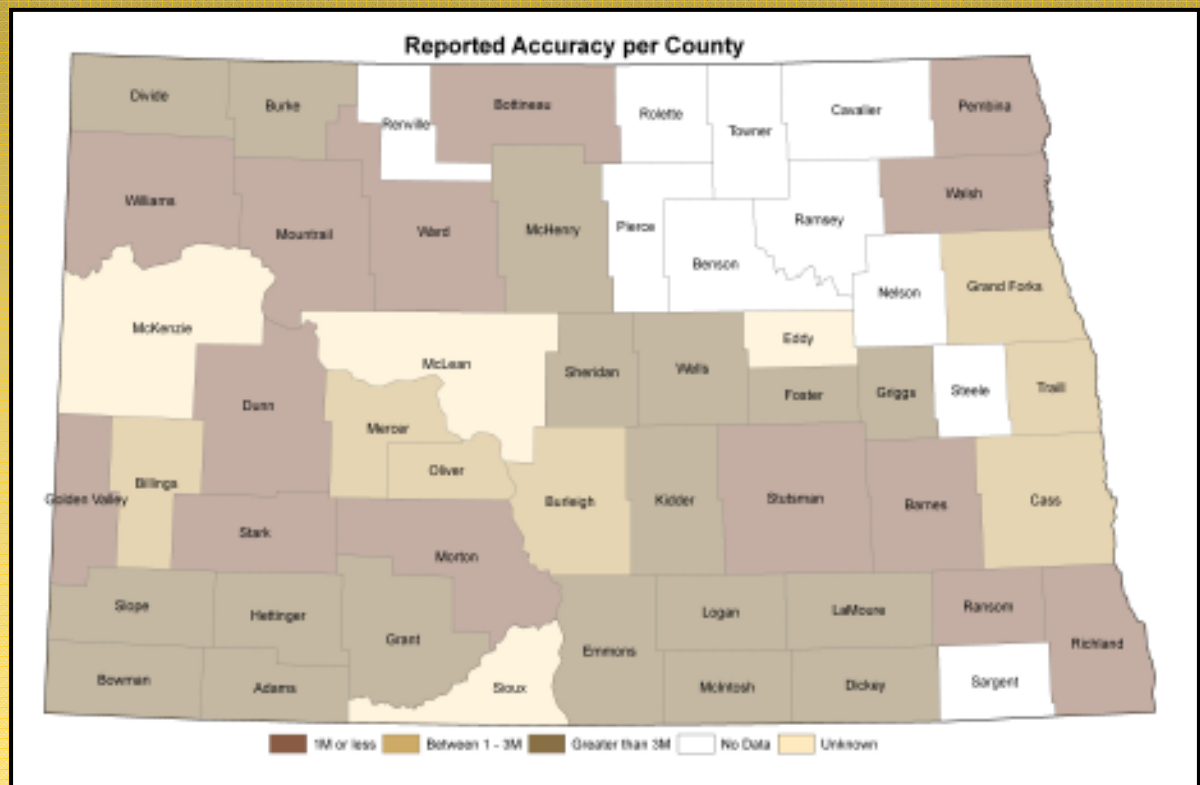 Reported Accuracy per County
Divide
Burke
Renville
Bottineau
Rolette
Towner
Cavalier
Pembina
Williams
Mountrail
Ward
McHenry
Pierce
Benson
Ramsey
Walsh
Nelson
Grand Forks
McKenzie
McLean
Sheridan
Wells
Eddy
Foster
Griggs
Steele
Traill
Dunn
Mercer
Oliver
Golden Valley
Billings
Burleigh
Kidder
Stutsman
Barnes
Cass
Stark
Morton
Slope
Hettinger
Grant
Emmons
Logan
LaMoure
Ransom
Richland
Bowman
Adams
Sioux
McIntosh
Dickey
Sargent
1M or less Between 1 - 3M Greater than 3M No Data Unknown